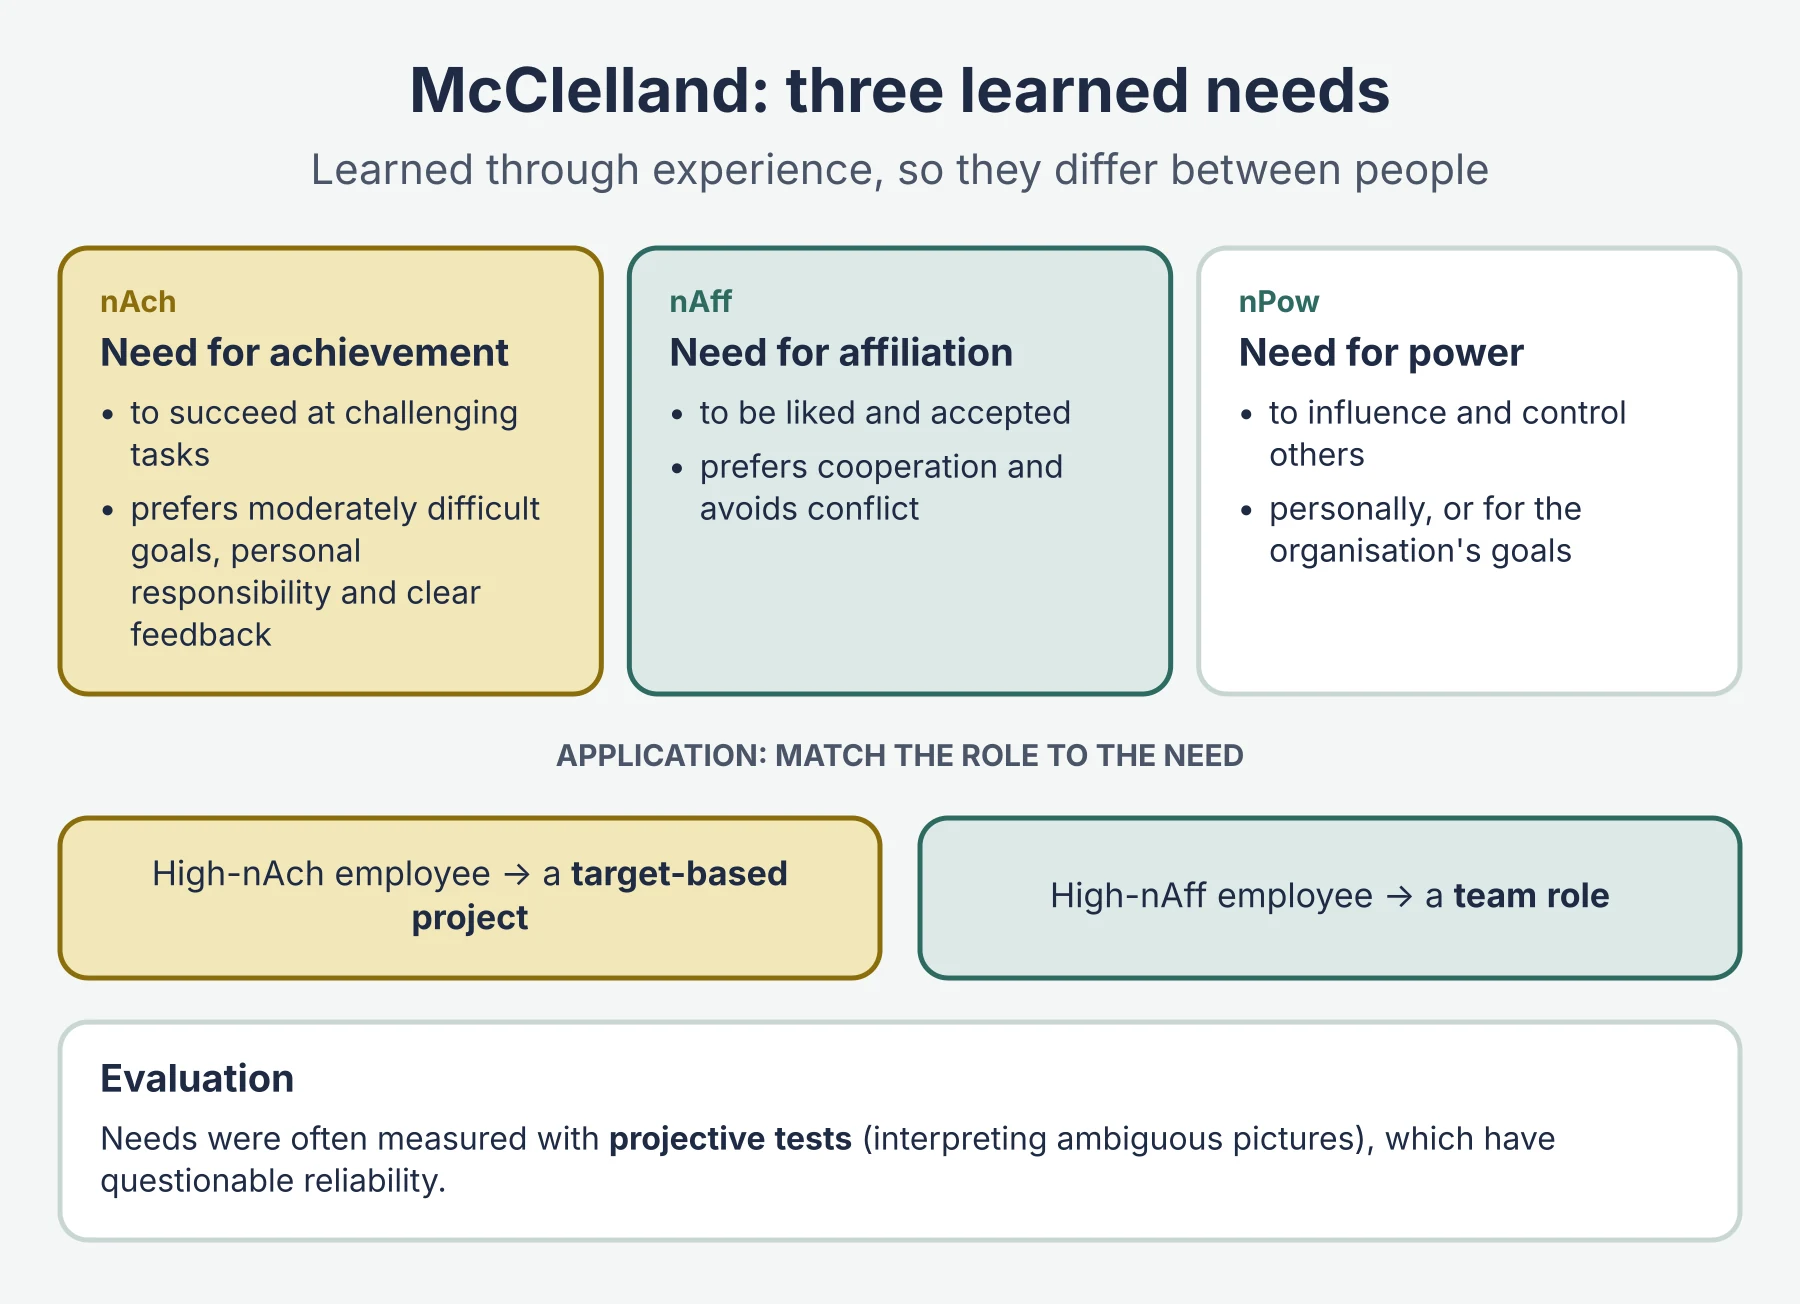 McClelland: three learned needs
Learned through experience, so they differ between people
nAch
Need for achievement
• to succeed at challenging
tasks
• prefers moderately difficult
goals, personal
responsibility and clear
feedback
nAff
Need for affiliation
• to be liked and accepted
• prefers cooperation and
avoids conflict
nPow
Need for power
• to influence and control
others
• personally, or for the
organisation's goals
APPLICATION: MATCH THE ROLE TO THE NEED
High-nAch employee → a target-based
project
High-nAff employee → a team role
Evaluation
Needs were often measured with projective tests (interpreting ambiguous pictures), which have
questionable reliability.